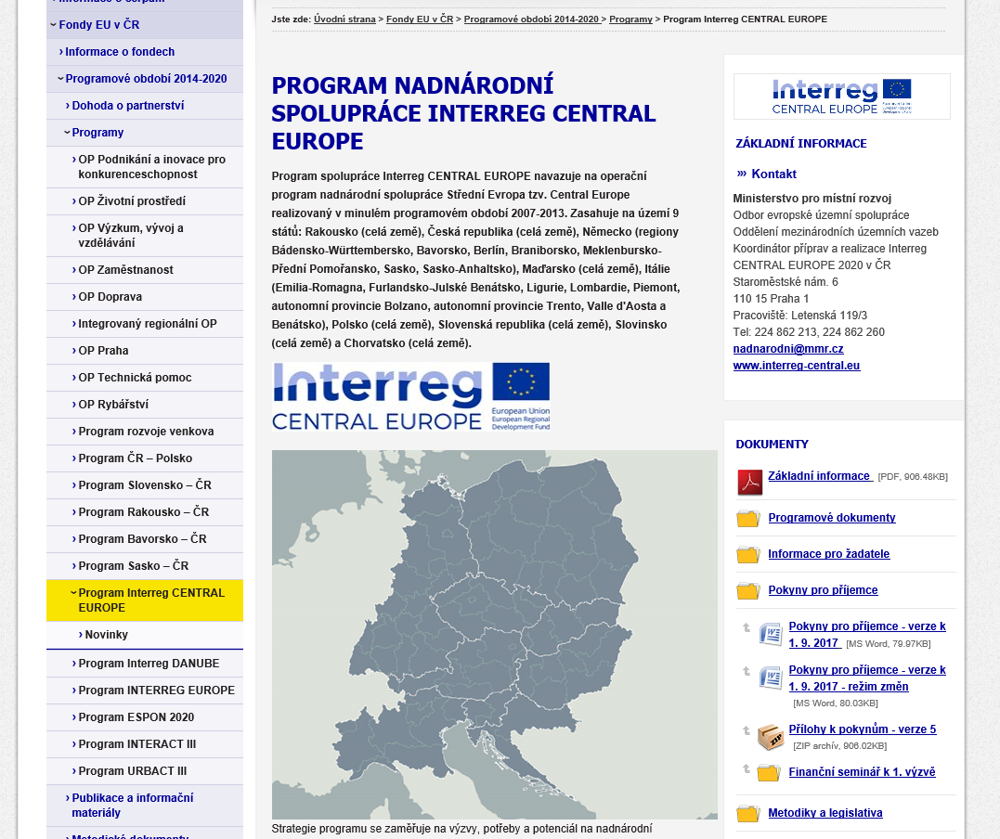 Informace o čerpání
Fondy EU v ČR
Informace o fondech
Programové období 2014-2020
Dohoda o partnerství
Programy
OP Podnikání a inovace pro
konkurenceschopnost
OP Životní prostředí
OP Výzkum, vývoj a
vzdělávání
OP Zaměstnanost
OP Doprava
Integrovaný regionální OP
OP Praha
OP Technická pomoc
OP Rybářství
Program rozvoje venkova
Program ČR – Polsko
Program Slovensko – ČR
Program Rakousko – ČR
Program Bavorsko – ČR
Program Sasko – ČR
Program Interreg CENTRAL
EUROPE
Novinky
Program Interreg DANUBE
Program INTERREG EUROPE
Program ESPON 2020
Program INTERACT III
Program URBACT III
Publikace a informační
materiály
Metodické dokumenty
Jste zde: Úvodní strana > Fondy EU v ČR > Programové období 2014-2020 > Programy > Program Interreg CENTRAL EUROPE
PROGRAM NADNÁRODNÍ
SPOLUPRÁCE INTERREG CENTRAL
EUROPE
Program spolupráce Interreg CENTRAL EUROPE navazuje na operační
program nadnárodní spolupráce Střední Evropa tzv. Central Europe
realizovaný v minulém programovém období 2007-2013. Zasahuje na území 9
států: Rakousko (celá země), Česká republika (celá země), Německo (regiony
Bádensko-Württembersko, Bavorsko, Berlín, Braniborsko, Meklenbursko-
Přední Pomořansko, Sasko, Sasko-Anhaltsko), Maďarsko (celá země), Itálie
(Emilia-Romagna, Furlandsko-Julské Benátsko, Ligurie, Lombardie, Piemont,
autonomní provincie Bolzano, autonomní provincie Trento, Valle d'Aosta a
Benátsko), Polsko (celá země), Slovenská republika (celá země), Slovinsko
(celá země) a Chorvatsko (celá země).
Interreg
CENTRAL EUROPE
European Union
European Regional
Development Fund
Strategie programu se zaměřuje na výzvy, potřeby a potenciál na nadnárodní
Interreg
CENTRAL EUROPE
European Union
European Regional
Development Fund
ZÁKLADNÍ INFORMACE
Kontakt
Ministerstvo pro místní rozvoj
Odbor evropské územní spolupráce
Oddělení mezinárodních územních vazeb
Koordinátor příprav a realizace Interreg
CENTRAL EUROPE 2020 v ČR
Staroměstské nám. 6
110 15 Praha 1
Pracoviště: Letenská 119/3
Tel: 224 862 213, 224 862 260
nadnarodni@mmr.cz
www.interreg-central.eu
DOKUMENTY
Základní informace [PDF, 906.48KB]
Programové dokumenty
Informace pro žadatele
Pokyny pro příjemce
Pokyny pro příjemce - verze k
1. 9. 2017 [MS Word, 79.97KB]
Pokyny pro příjemce - verze k
1. 9. 2017 - režim změn
[MS Word, 80.03KB]
Přílohy k pokynům - verze 5
[ZIP archív, 906.02KB]
Finanční seminář k 1. výzvě
Metodiky a legislativa